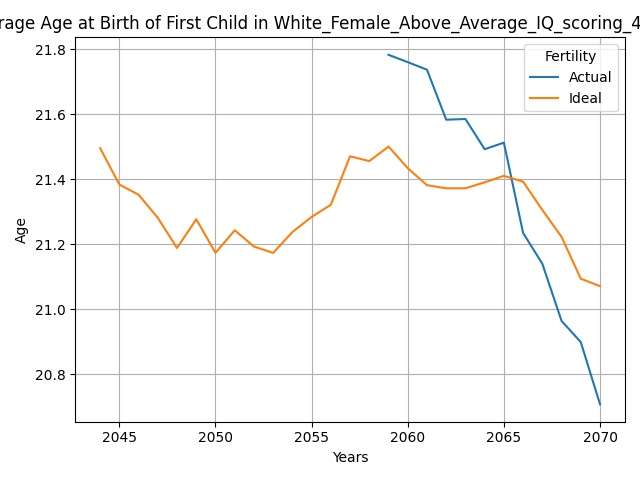 Average Age at Birth of First Child in White_Female_Above_Average_IQ_scoring_4
Fertility
Actual
Ideal
21.8
21.6
21.4
21.2
21.0
20.8
Age
2045
2050
2055
2060
2065
2070
Years